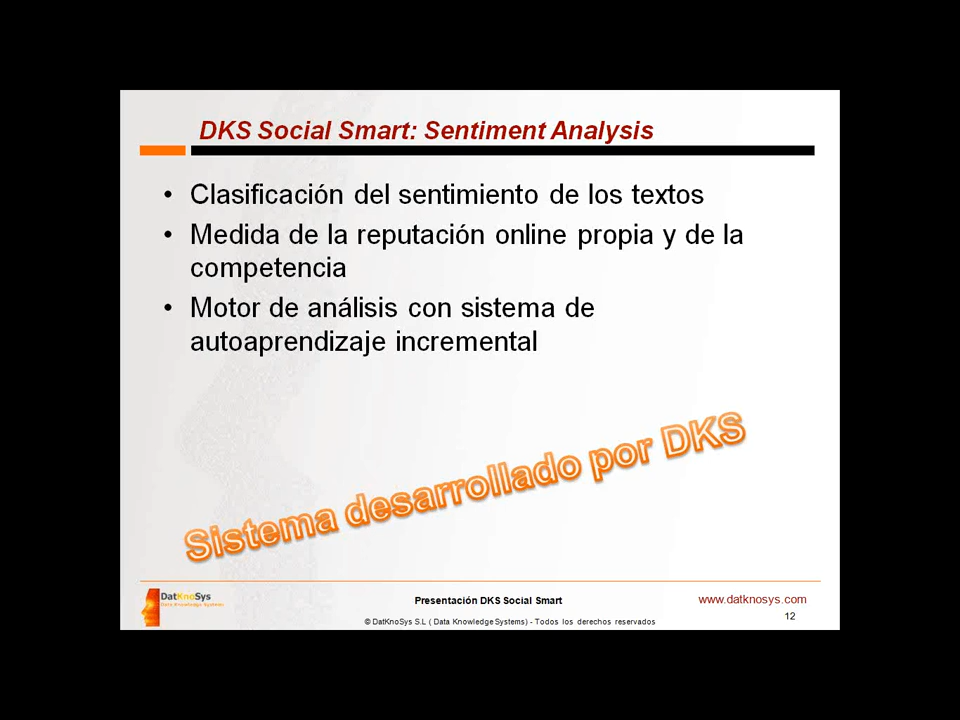 DKS Social Smart: Sentiment Analysis
• Clasificación del sentimiento de los textos
• Medida de la reputación online propia y de la
competencia
• Motor de análisis con sistema de
autoaprendizaje incremental
Sistema desarrollado por DKS
DatKnoSys
Data Knowledge Systems
Presentación DKS Social Smart
© DatKnoSys S.L ( Data Knowledge Systems) - Todos los derechos reservados
www.datknosys.com
12